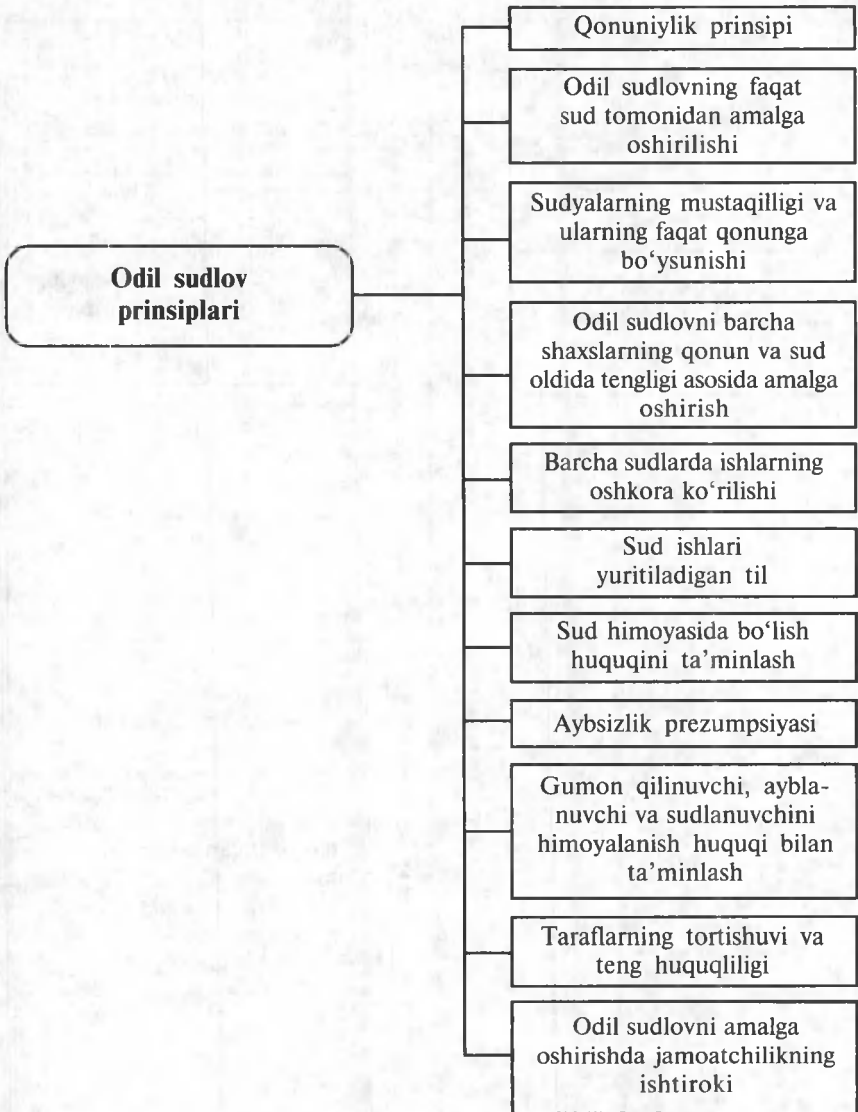 Qonuniylik prinsipi
Odil sudlovning faqat
sud tomonidan amalga
oshirilishi
Sudyalarning mustaqilligi va
ularning faqat qonunga
bo‘ysunishi
Odil sudlov
prinsiplari
Odil sudlovni barcha
shaxslarning qonun va sud
oldida tengligi asosida amalga
oshirish
Barcha sudlarda ishlarning
oshkora ko‘rilishi
Sud ishlari
yuritiladigan til
Sud himoyasida bo‘lish
huquqini ta’minlash
Aybsizlik prezumpsiyasi
Gumon qilinuvchi, aybla-
nuvchi va sudlanuvchini
himoyalanish huquqi bilan
ta’minlash
Taraflarning tortishuvi va
teng huquqliligi
Odil sudlovni amalga
oshirishda jamoatchilikning
ishtiroki